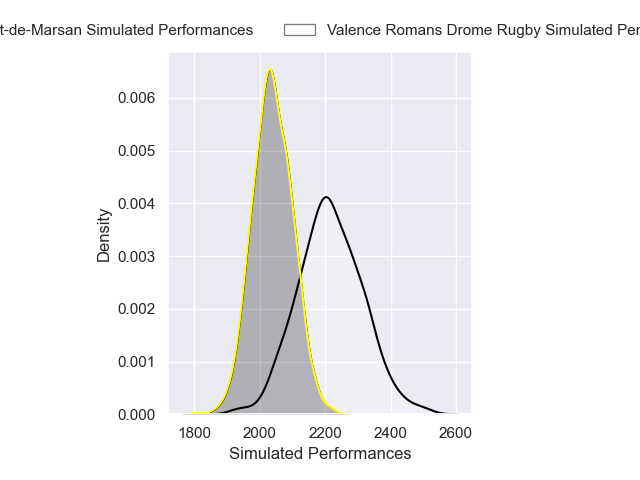 t-de-Marsan Simulated Performances Valence Romans Drome Rugby Simulated Per
0.006
0.005
0.004
0.003
0.002
0.001
0.000
Density
1800 2000 2200 2400 2600
Simulated Performances